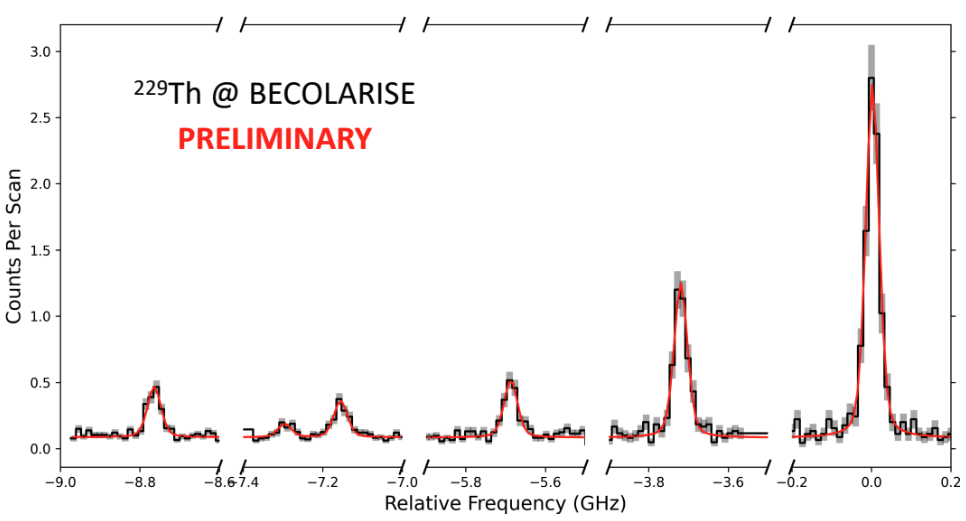 ²²⁹Th @ BECOLARISE
PRELIMINARY
Counts Per Scan
3.0
2.5
2.0
1.5
1.0
0.5
0.0
−9.0 −8.8 −8.6 −7.4 −7.2 −7.0 −5.8 −5.6 −3.8 −3.6 −0.2 0.0 0.2
Relative Frequency (GHz)